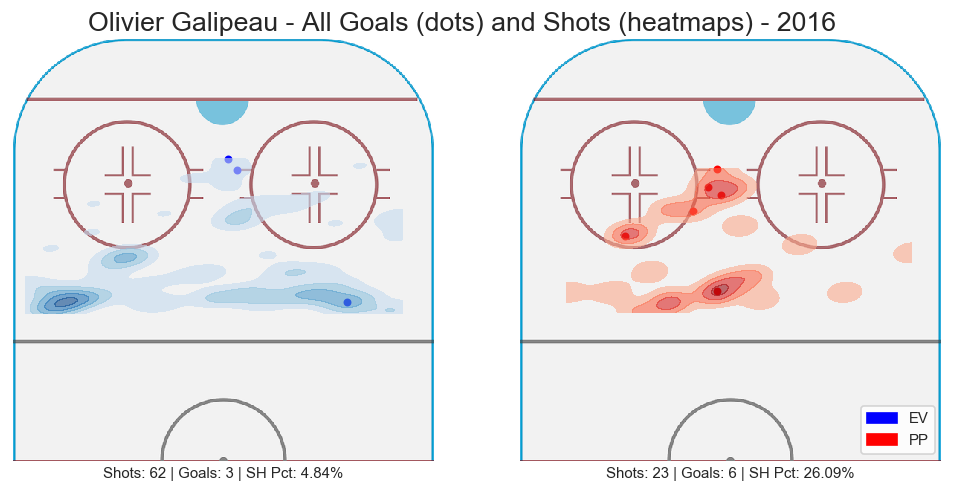 Olivier Galipeau - All Goals (dots) and Shots (heatmaps) - 2016
EV
PP
Shots: 62 | Goals: 3 | SH Pct: 4.84%
Shots: 23 | Goals: 6 | SH Pct: 26.09%